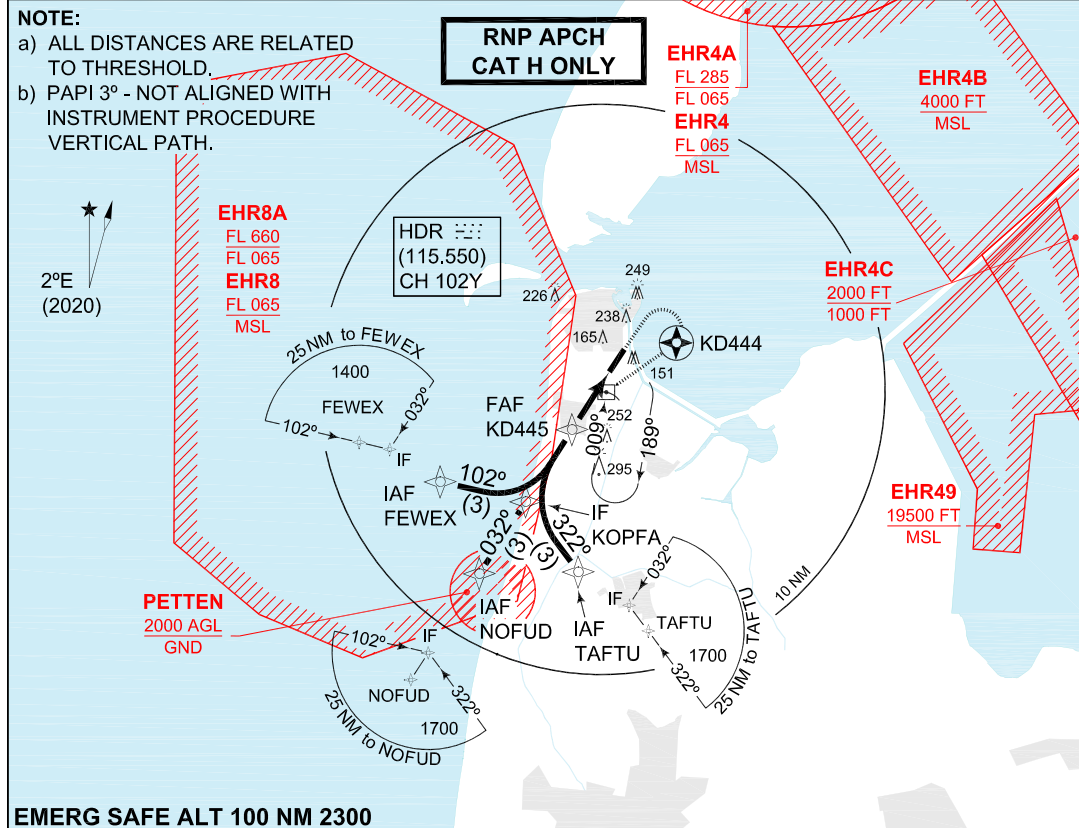 NOTE:
a) ALL DISTANCES ARE RELATED
TO THRESHOLD.
b) PAPI 3º - NOT ALIGNED WITH
INSTRUMENT PROCEDURE
VERTICAL PATH.
RNP APCH
CAT H ONLY
EHR4A
FL 285
FL 065
EHR4
FL 065
MSL
EHR4B
4000 FT
MSL
EHR8A
FL 660
FL 065
EHR8
FL 065
MSL
2ºE
(2020)
HDR
(115.550)
CH 102Y
EHR4C
2000 FT
1000 FT
226
249
238
165
151
KD444
25 NM to FEWEX
1400
FEWEX
102º
032º
IF
FAF
KD445
252
295
009º
189º
102º
(3)
IAF
FEWEX
032º
(3)
322º
(3)
IF
KOPFA
EHR49
19500 FT
MSL
PETTEN
2000 AGL
GND
IAF
NOFUD
IAF
TAFTU
032º
IF
TAFTU
322º
1700
25 NM to TAFTU
10 NM
102º
IF
NOFUD
322º
1700
25 NM to NOFUD
EMERG SAFE ALT 100 NM 2300